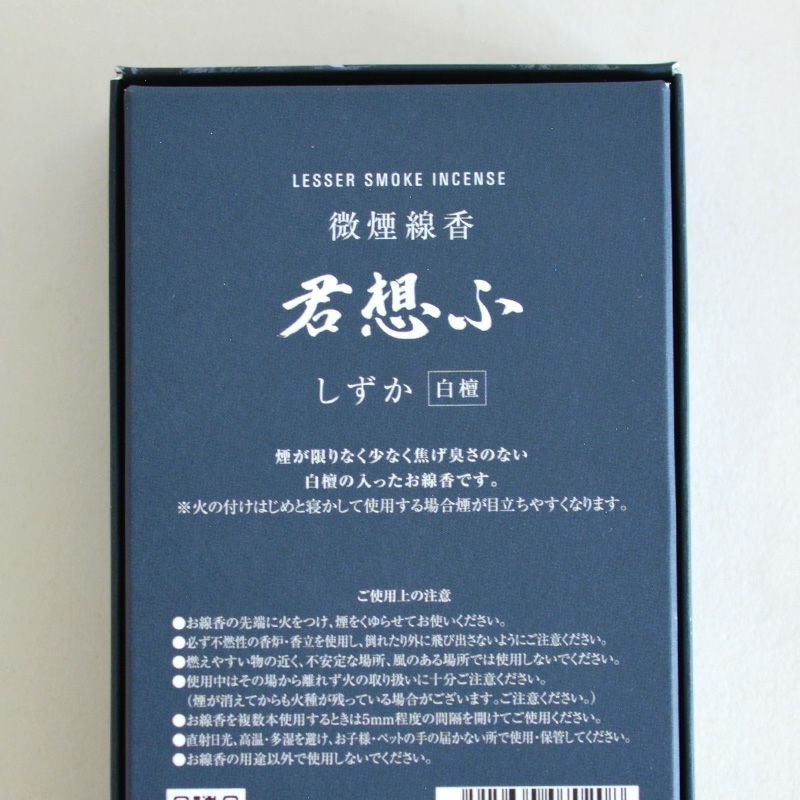 LESSER SMOKE INCENSE
微煙線香
君想ふ
しずか 白檀
煙が限りなく少なく焦げ臭さのない
白檀の入ったお線香です。
※火の付けはじめと寝かして使用する場合煙が目立ちやすくなります。
ご使用上の注意
●お線香の先端に火をつけ、煙をくゆらせてお使いください。
●必ず不燃性の香炉・香立を使用し、倒れたり外に飛び出さないようにご注意ください。
●燃えやすい物の近く、不安定な場所、風のある場所では使用しないでください。
●使用中はその場から離れず火の取り扱いに十分ご注意ください。
(煙が消えてからも火種が残っている場合がございます。ご注意ください。)
●お線香を複数本使用するときは5mm程度の間隔を開けてご使用ください。
●直射日光、高温・多湿を避け、お子様・ペットの手の届かない所で使用・保管してください。
●お線香の用途以外で使用しないでください。